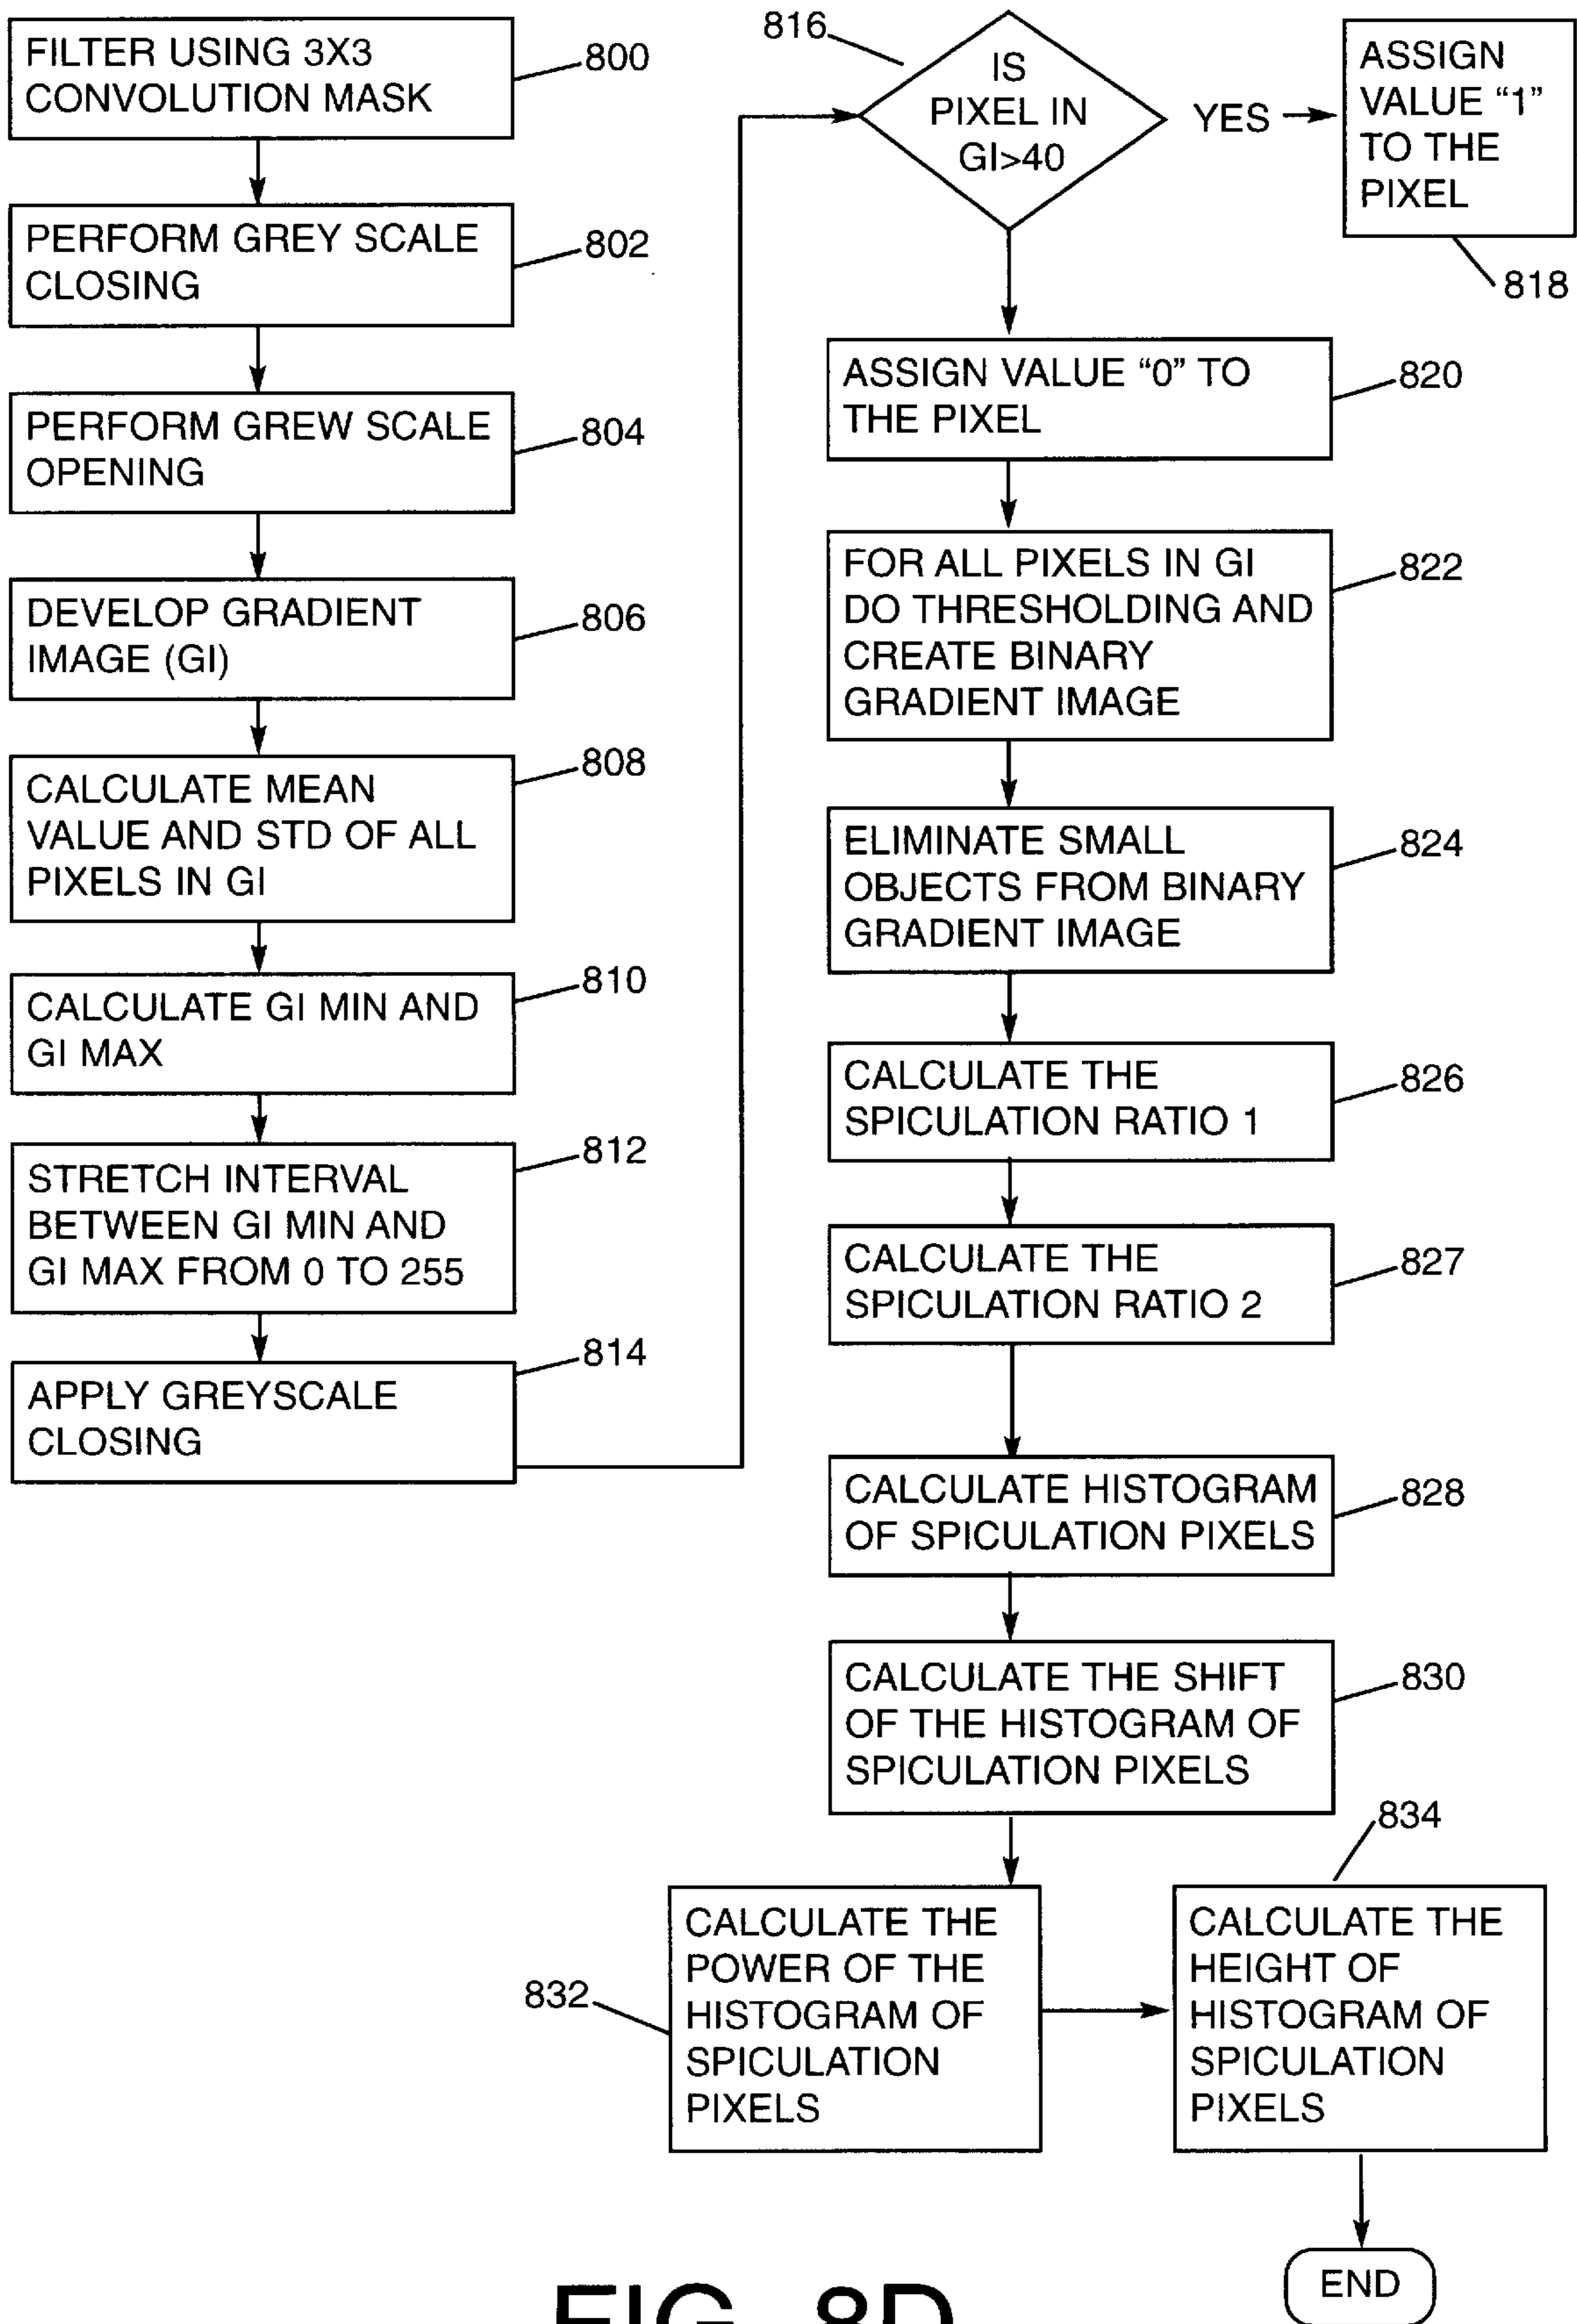 FILTER USING 3X3
CONVOLUTION MASK
800
PERFORM GREY SCALE
CLOSING
802
PERFORM GREW SCALE
OPENING
804
DEVELOP GRADIENT
IMAGE (GI)
806
CALCULATE MEAN
VALUE AND STD OF ALL
PIXELS IN GI
808
CALCULATE GI MIN AND
GI MAX
810
STRETCH INTERVAL
BETWEEN GI MIN AND
GI MAX FROM 0 TO 255
812
APPLY GREYSCALE
CLOSING
814
816
IS
PIXEL IN
GI>40
YES
ASSIGN
VALUE “1”
TO THE
PIXEL
818
ASSIGN VALUE “0” TO
THE PIXEL
820
FOR ALL PIXELS IN GI
DO THRESHOLDING AND
CREATE BINARY
GRADIENT IMAGE
822
ELIMINATE SMALL
OBJECTS FROM BINARY
GRADIENT IMAGE
824
CALCULATE THE
SPICULATION RATIO 1
826
CALCULATE THE
SPICULATION RATIO 2
827
CALCULATE HISTOGRAM
OF SPICULATION PIXELS
828
CALCULATE THE SHIFT
OF THE HISTOGRAM OF
SPICULATION PIXELS
830
CALCULATE THE
POWER OF THE
HISTOGRAM OF
SPICULATION
PIXELS
832
834
CALCULATE THE
HEIGHT OF
HISTOGRAM OF
SPICULATION
PIXELS
END
FIG. 8D